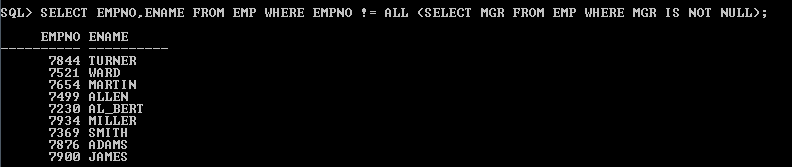 SQL> SELECT EMPNO,ENAME FROM EMP WHERE EMPNO != ALL (SELECT MGR FROM EMP WHERE MGR IS NOT NULL);
     EMPNO ENAME
---------- ----------
      7844 TURNER
      7521 WARD
      7654 MARTIN
      7499 ALLEN
      7230 AL_BERT
      7934 MILLER
      7369 SMITH
      7876 ADAMS
      7900 JAMES